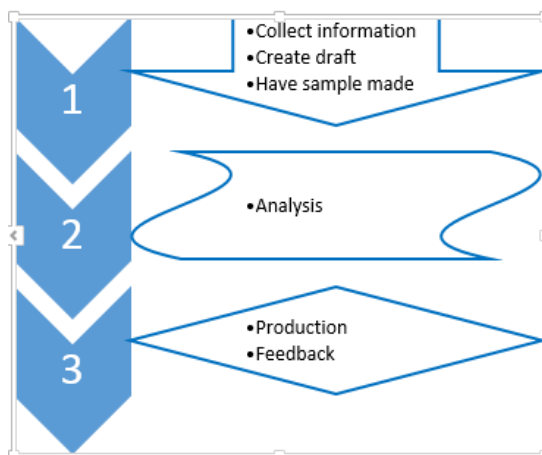 1
•Collect information
•Create draft
•Have sample made
2
•Analysis
3
•Production
•Feedback